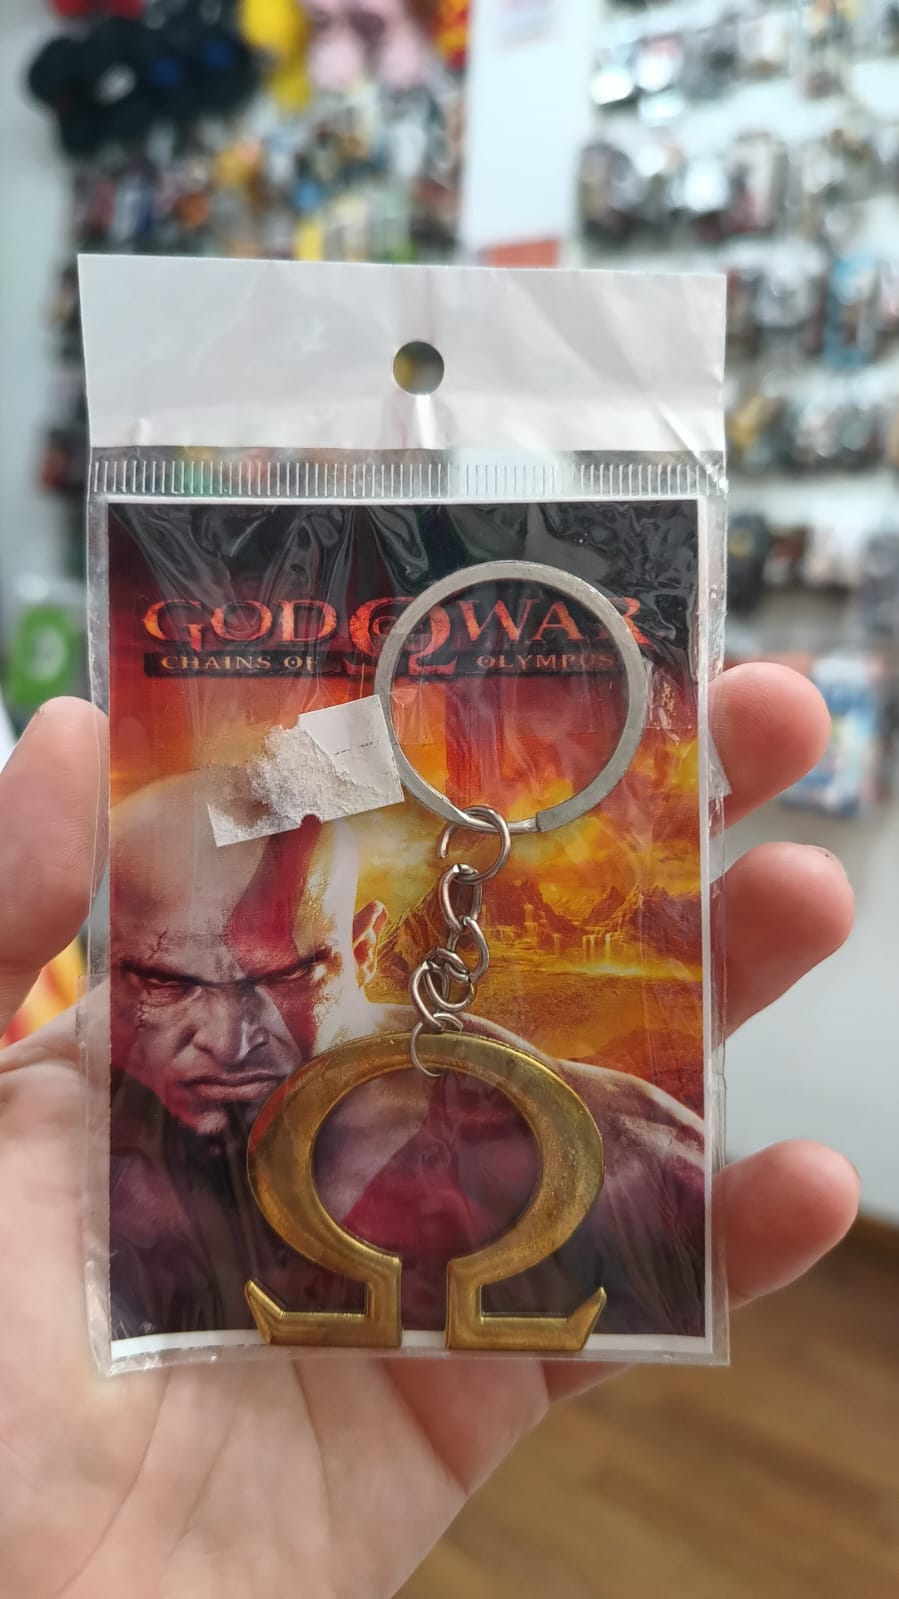 GOD Ω WAR
CHAINS OF OLYMPUS